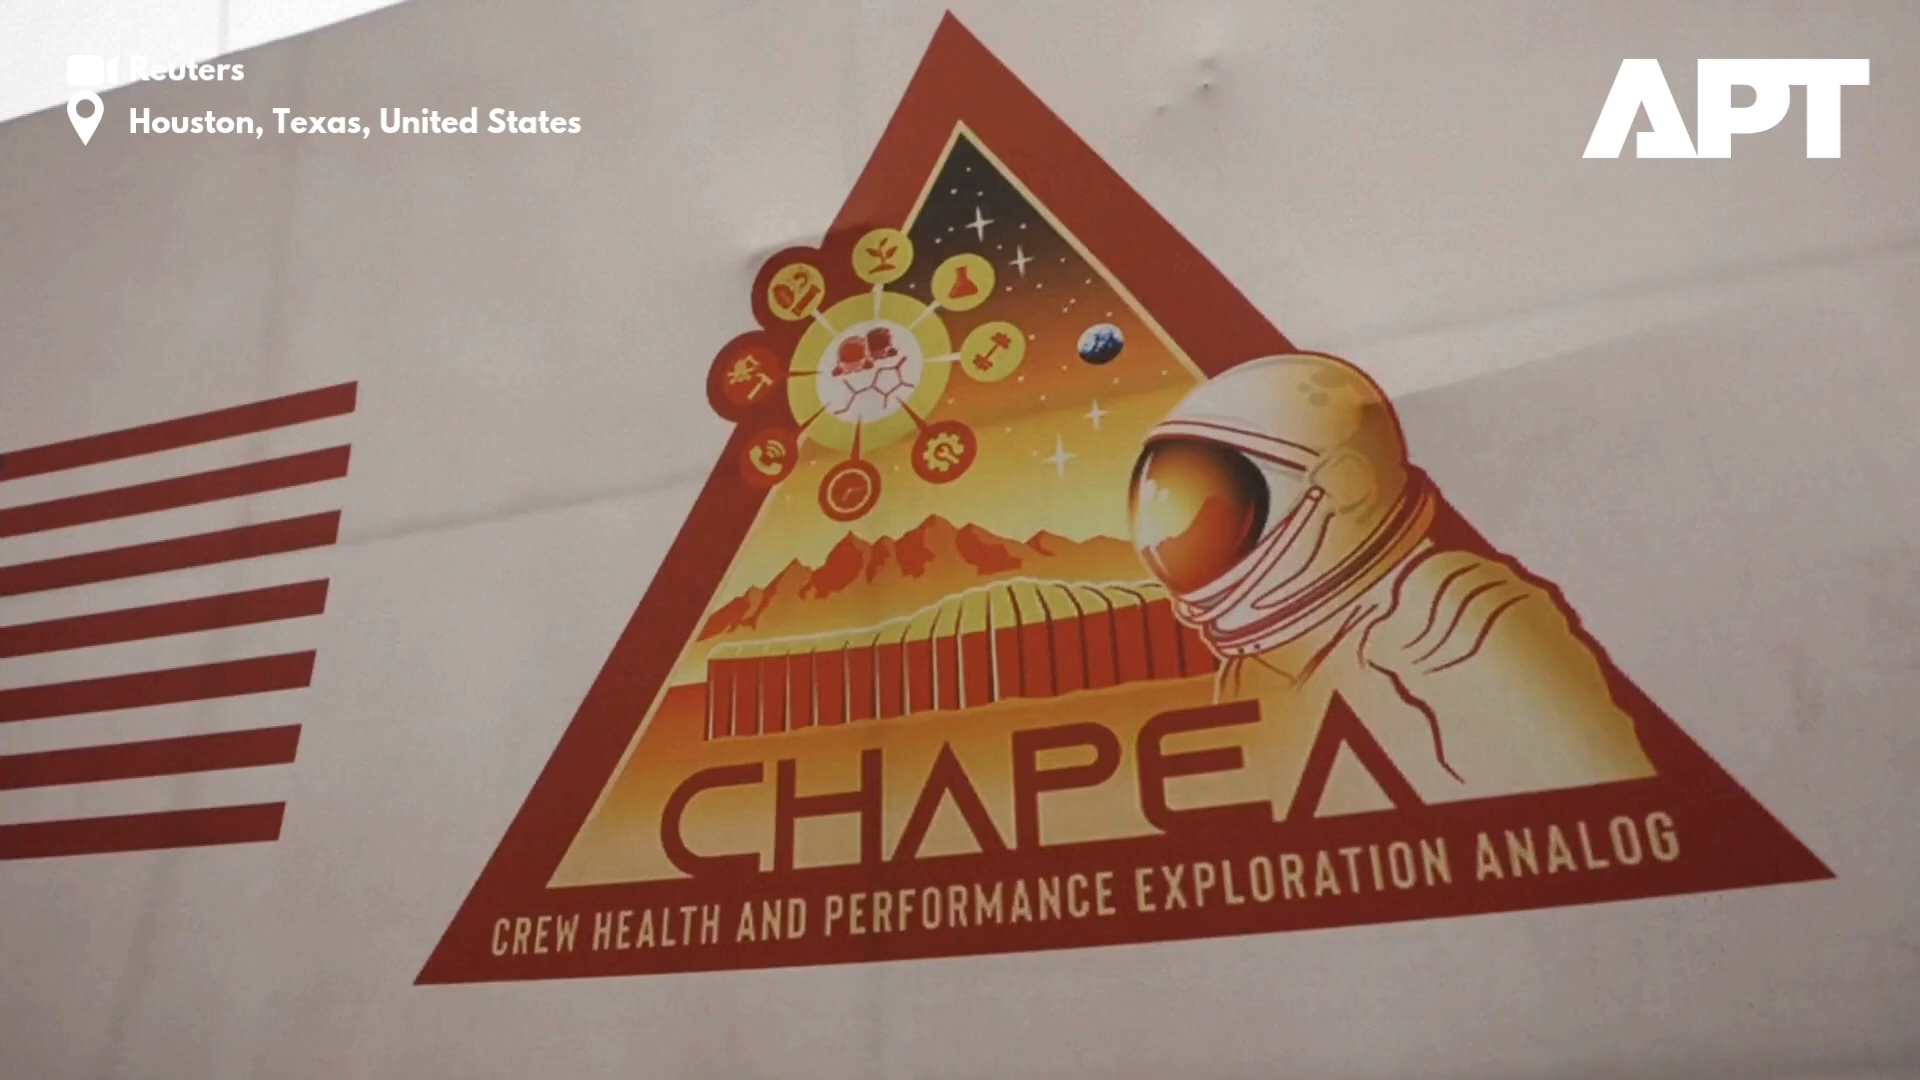 Reuters
Houston, Texas, United States
APT
CHAPEA
CREW HEALTH AND PERFORMANCE EXPLORATION ANALOG